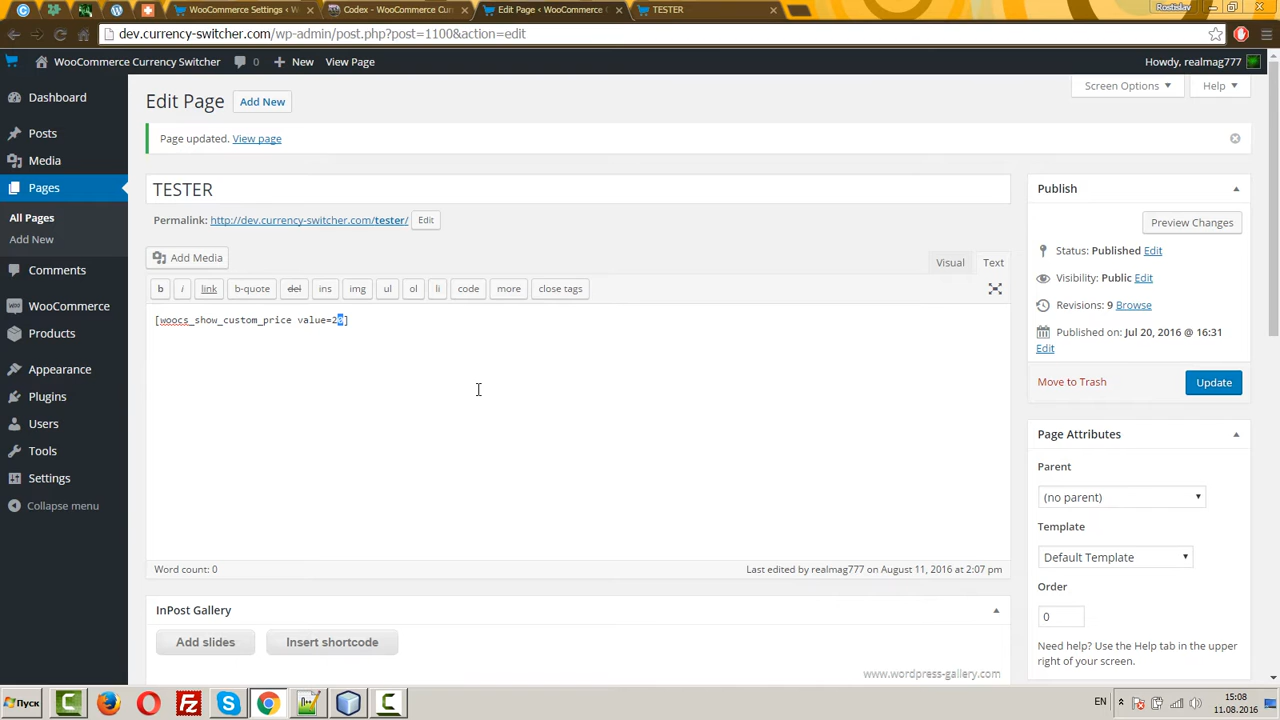 WooCommerce Settings ‹ W
Codex - WooCommerce Curr
Edit Page ‹ WooCommerce C
TESTER
Rostislav
dev.currency-switcher.com/wp-admin/post.php?post=1100&action=edit
WooCommerce Currency Switcher
0
New
View Page
Howdy, realmag777
Dashboard
Posts
Media
Pages
All Pages
Add New
Comments
WooCommerce
Products
Appearance
Plugins
Users
Tools
Settings
Collapse menu
Edit Page
Add New
Screen Options
Help
Page updated. View page
TESTER
Permalink: http://dev.currency-switcher.com/tester/ Edit
Add Media
Visual
Text
b
i
link
b-quote
del
ins
img
ul
ol
li
code
more
close tags
[woocs_show_custom_price value=20]
Word count: 0
Last edited by realmag777 on August 11, 2016 at 2:07 pm
InPost Gallery
Add slides
Insert shortcode
www.wordpress-gallery.com
Publish
Preview Changes
Status: Published Edit
Visibility: Public Edit
Revisions: 9 Browse
Published on: Jul 20, 2016 @ 16:31
Edit
Move to Trash
Update
Page Attributes
Parent
(no parent)
Template
Default Template
Order
0
Need help? Use the Help tab in the upper
right of your screen.
Пуск
EN
15:08
11.08.2016